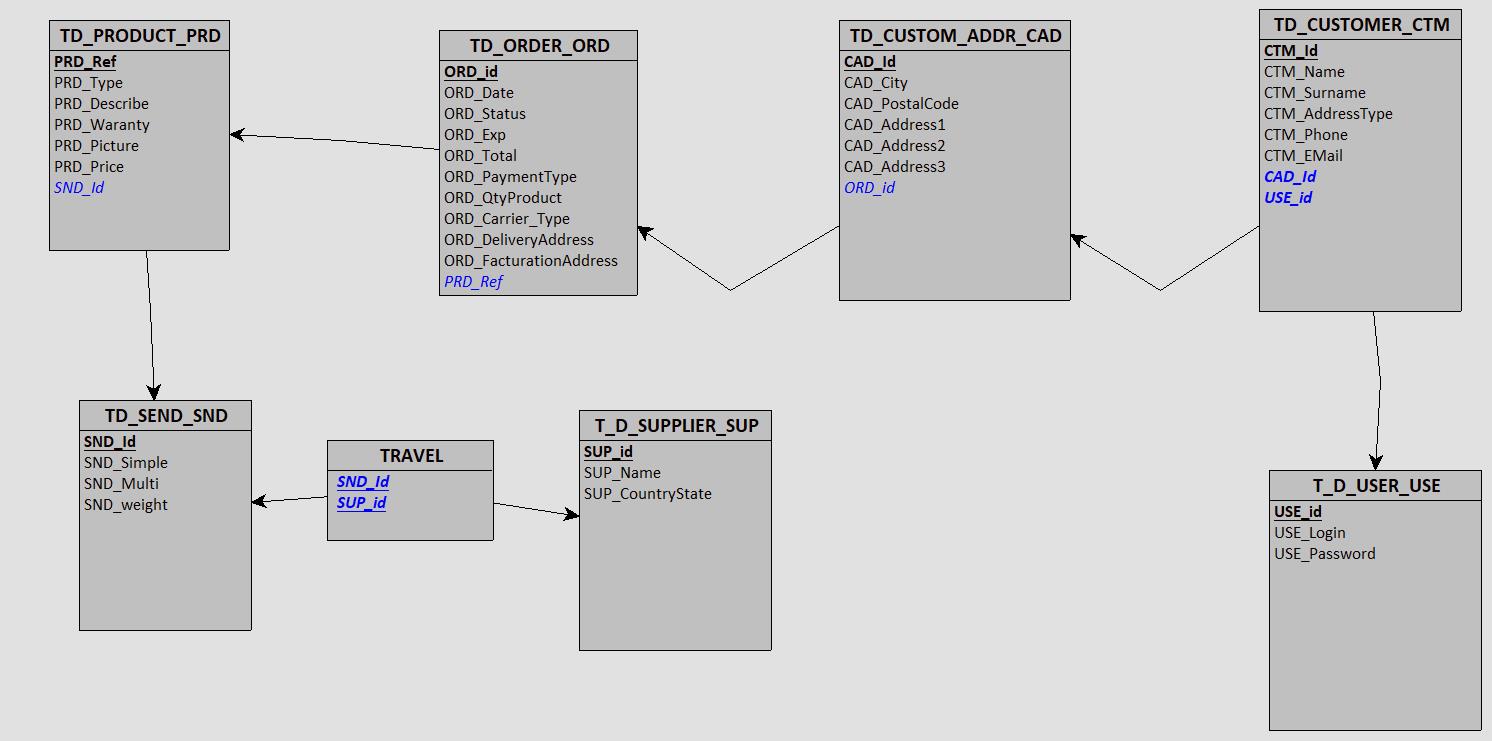 TD_PRODUCT_PRD
PRD_Ref
PRD_Type
PRD_Describe
PRD_Waranty
PRD_Picture
PRD_Price
SND_Id
TD_ORDER_ORD
ORD_id
ORD_Date
ORD_Status
ORD_Exp
ORD_Total
ORD_PaymentType
ORD_QtyProduct
ORD_Carrier_Type
ORD_DeliveryAddress
ORD_FacturationAddress
PRD_Ref
TD_CUSTOM_ADDR_CAD
CAD_Id
CAD_City
CAD_PostalCode
CAD_Address1
CAD_Address2
CAD_Address3
ORD_id
TD_CUSTOMER_CTM
CTM_Id
CTM_Name
CTM_Surname
CTM_AddressType
CTM_Phone
CTM_EMail
CAD_Id
USE_id
TD_SEND_SND
SND_Id
SND_Simple
SND_Multi
SND_weight
TRAVEL
SND_Id
SUP_id
T_D_SUPPLIER_SUP
SUP_id
SUP_Name
SUP_CountryState
T_D_USER_USE
USE_id
USE_Login
USE_Password